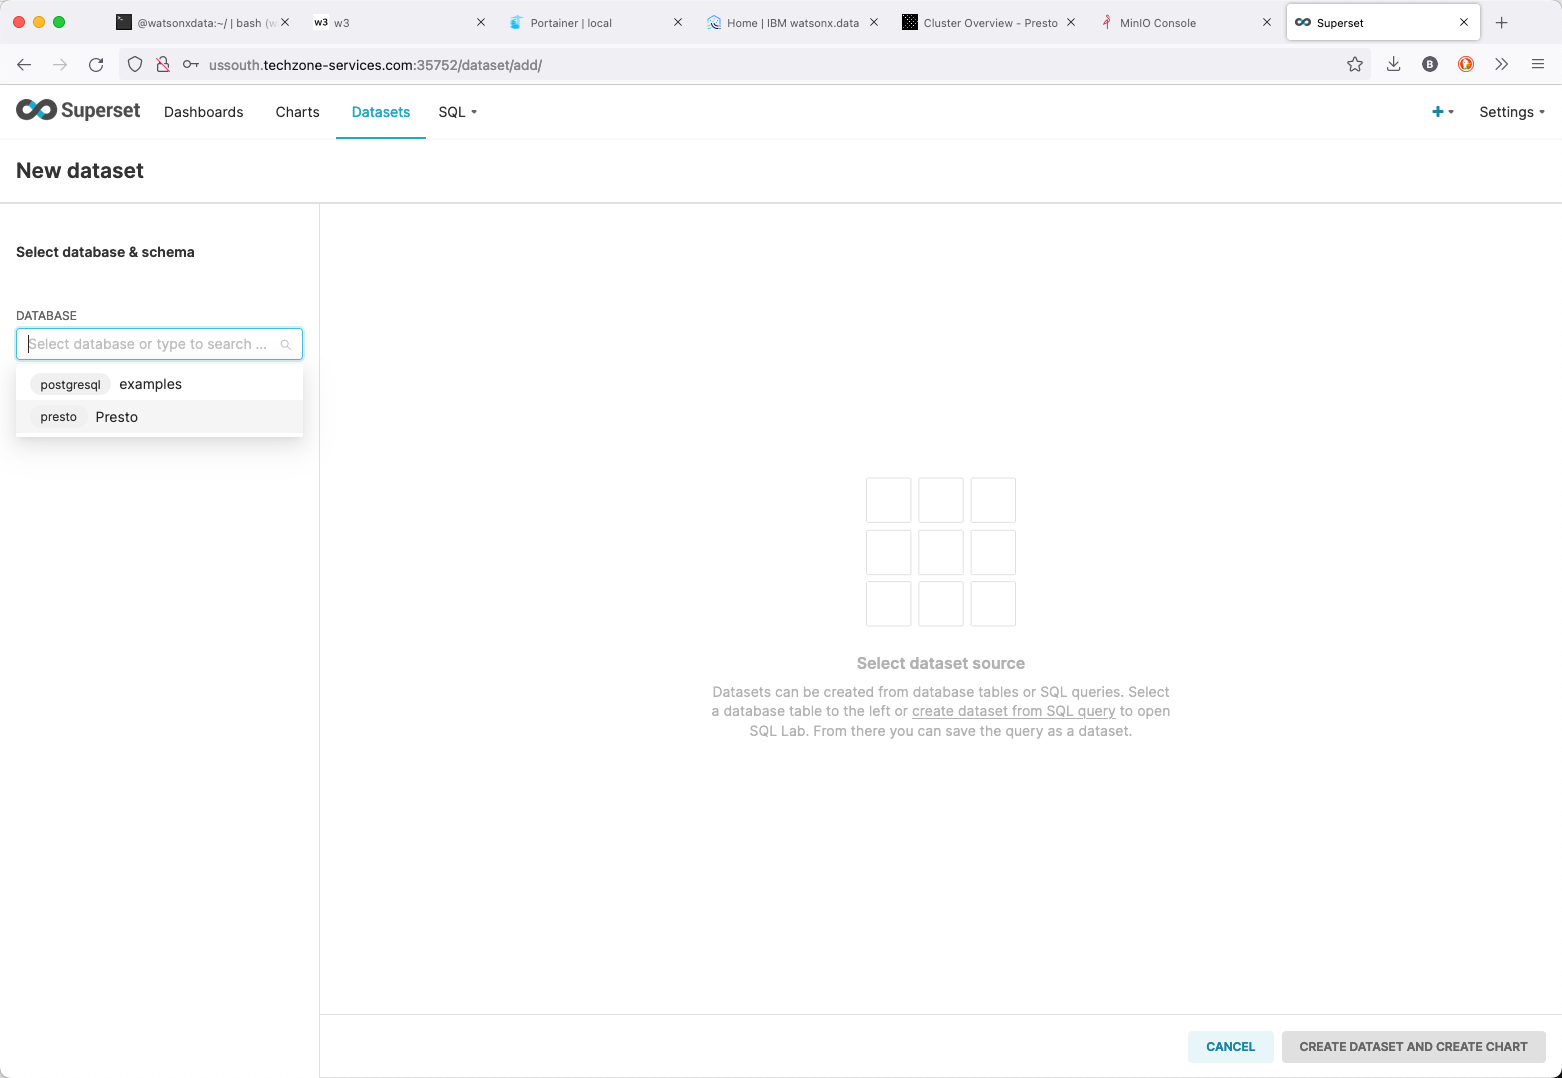 @watsonxdata:~/ | bash (w
w3 w3
Portainer | local
Home | IBM watsonx.data
Cluster Overview - Presto
MinIO Console
Superset
ussouth.techzone-services.com:35752/dataset/add/
B
Superset
Dashboards
Charts
Datasets
SQL
Settings
New dataset
Select database & schema
DATABASE
Select database or type to search ...
postgresql examples
presto Presto
Select dataset source
Datasets can be created from database tables or SQL queries. Select
a database table to the left or create dataset from SQL query to open
SQL Lab. From there you can save the query as a dataset.
CANCEL
CREATE DATASET AND CREATE CHART